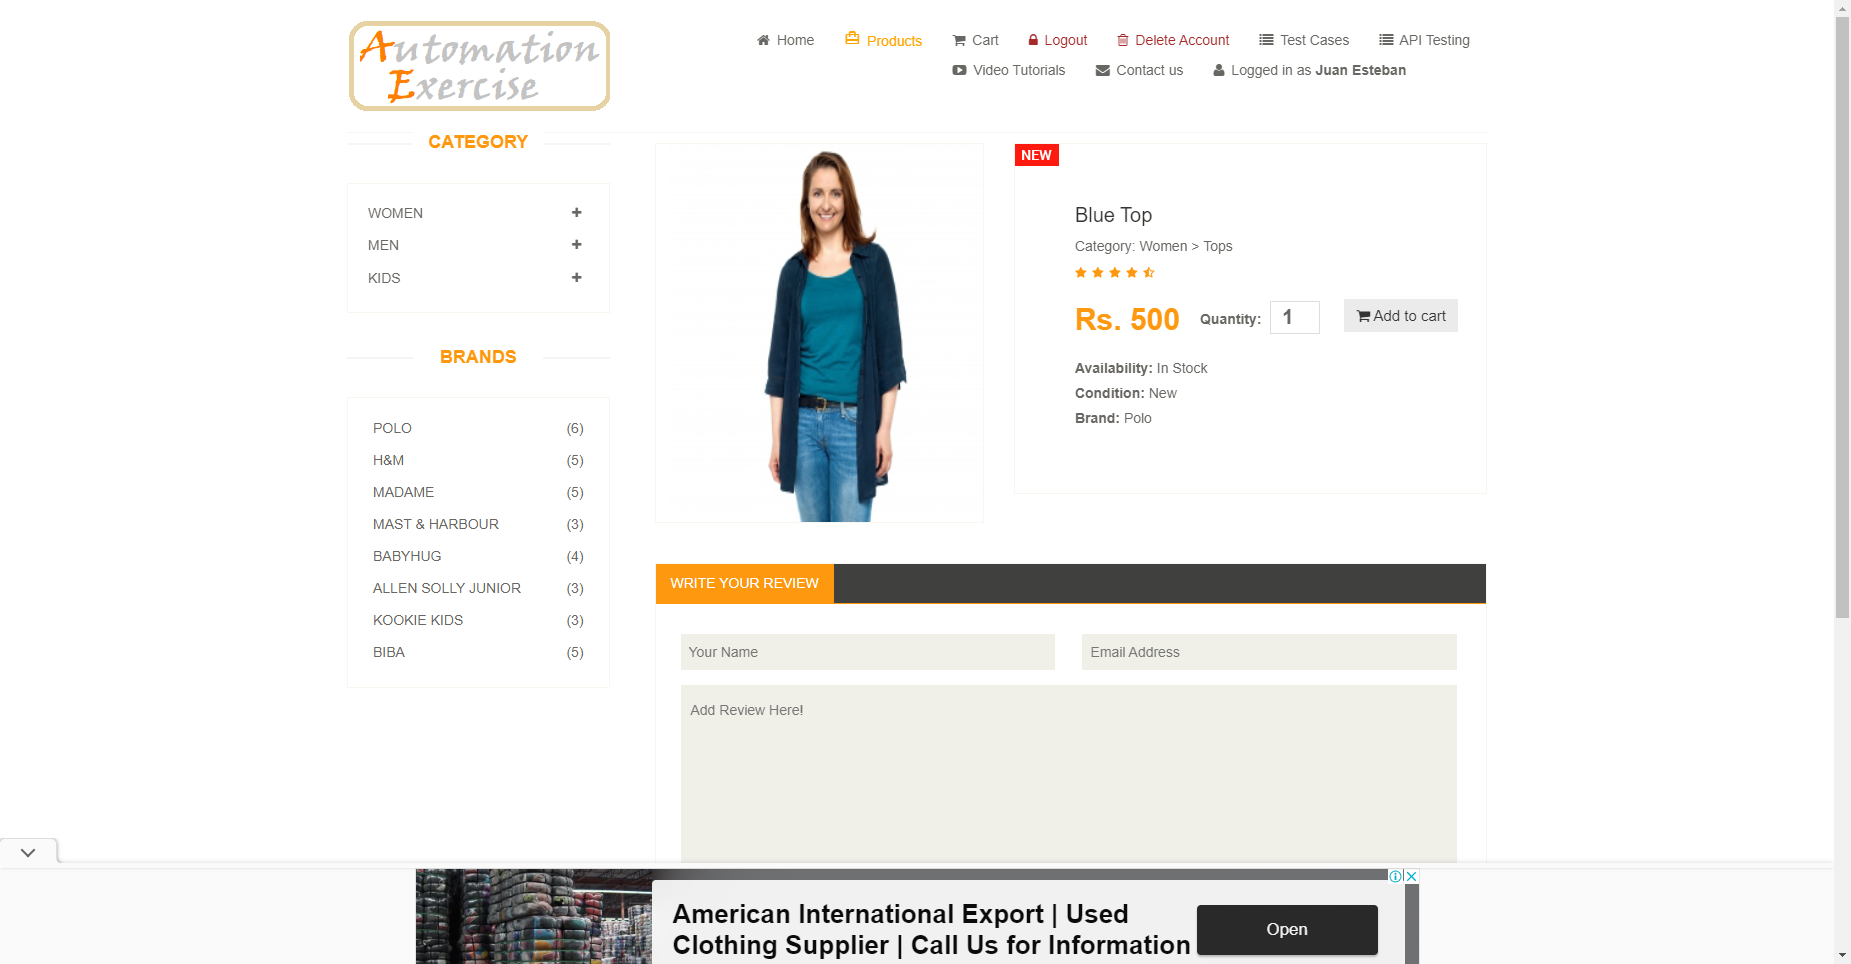 Automation
Exercise
Home
Products
Cart
Logout
Delete Account
Test Cases
API Testing
Video Tutorials
Contact us
Logged in as Juan Esteban
CATEGORY
WOMEN
MEN
KIDS
BRANDS
POLO (6)
H&M (5)
MADAME (5)
MAST & HARBOUR (3)
BABYHUG (4)
ALLEN SOLLY JUNIOR (3)
KOOKIE KIDS (3)
BIBA (5)
NEW
Blue Top
Category: Women > Tops
Rs. 500
Quantity: 1
Add to cart
Availability: In Stock
Condition: New
Brand: Polo
WRITE YOUR REVIEW
Your Name
Email Address
Add Review Here!
American International Export | Used
Clothing Supplier | Call Us for Information
Open